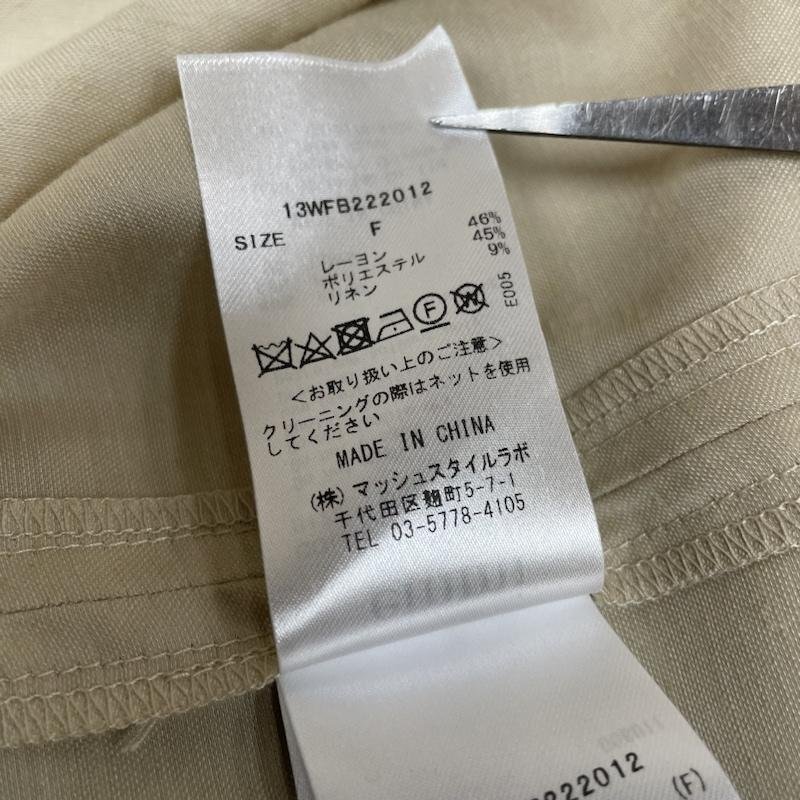 13WFB222012
SIZE F
レーヨン 46%
ポリエステル 45%
リネン 9%
E005
F W
<お取り扱い上のご注意>
クリーニングの際はネットを使用
してください
MADE IN CHINA
(株)マッシュスタイルラボ
千代田区麹町5-7-1
TEL 03-5778-4105
222012
(F)